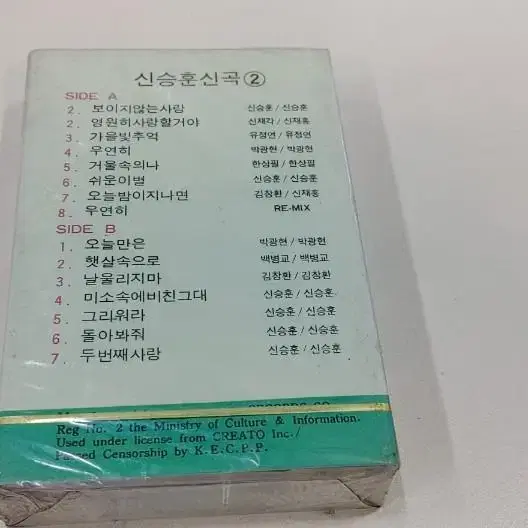 신승훈신곡②
SIDE A
2. 보이지않는사랑 신승훈 / 신승훈
2. 영원히사랑할거야 신재각 / 신재홍
3. 가을빛추억 유정연 / 유정연
4. 우연히 박광현 / 박광현
5. 거울속의나 한상필 / 한상필
6. 쉬운이별 신승훈 / 신승훈
7. 오늘밤이지나면 김창환 / 신재홍
8. 우연히 RE-MIX
SIDE B
1. 오늘만은 박광현 / 박광현
2. 햇살속으로 백병교 / 백병교
3. 날울리지마 김창환 / 김창환
4. 미소속에비친그대 신승훈 / 신승훈
5. 그리워라 신승훈 / 신승훈
6. 돌아봐줘 신승훈 / 신승훈
7. 두번째사랑 신승훈 / 신승훈
Reg No. 2 the Ministry of Culture & Information.
Used under license from CREATO Inc./
Passed Censorship by K.E.C.P.P.